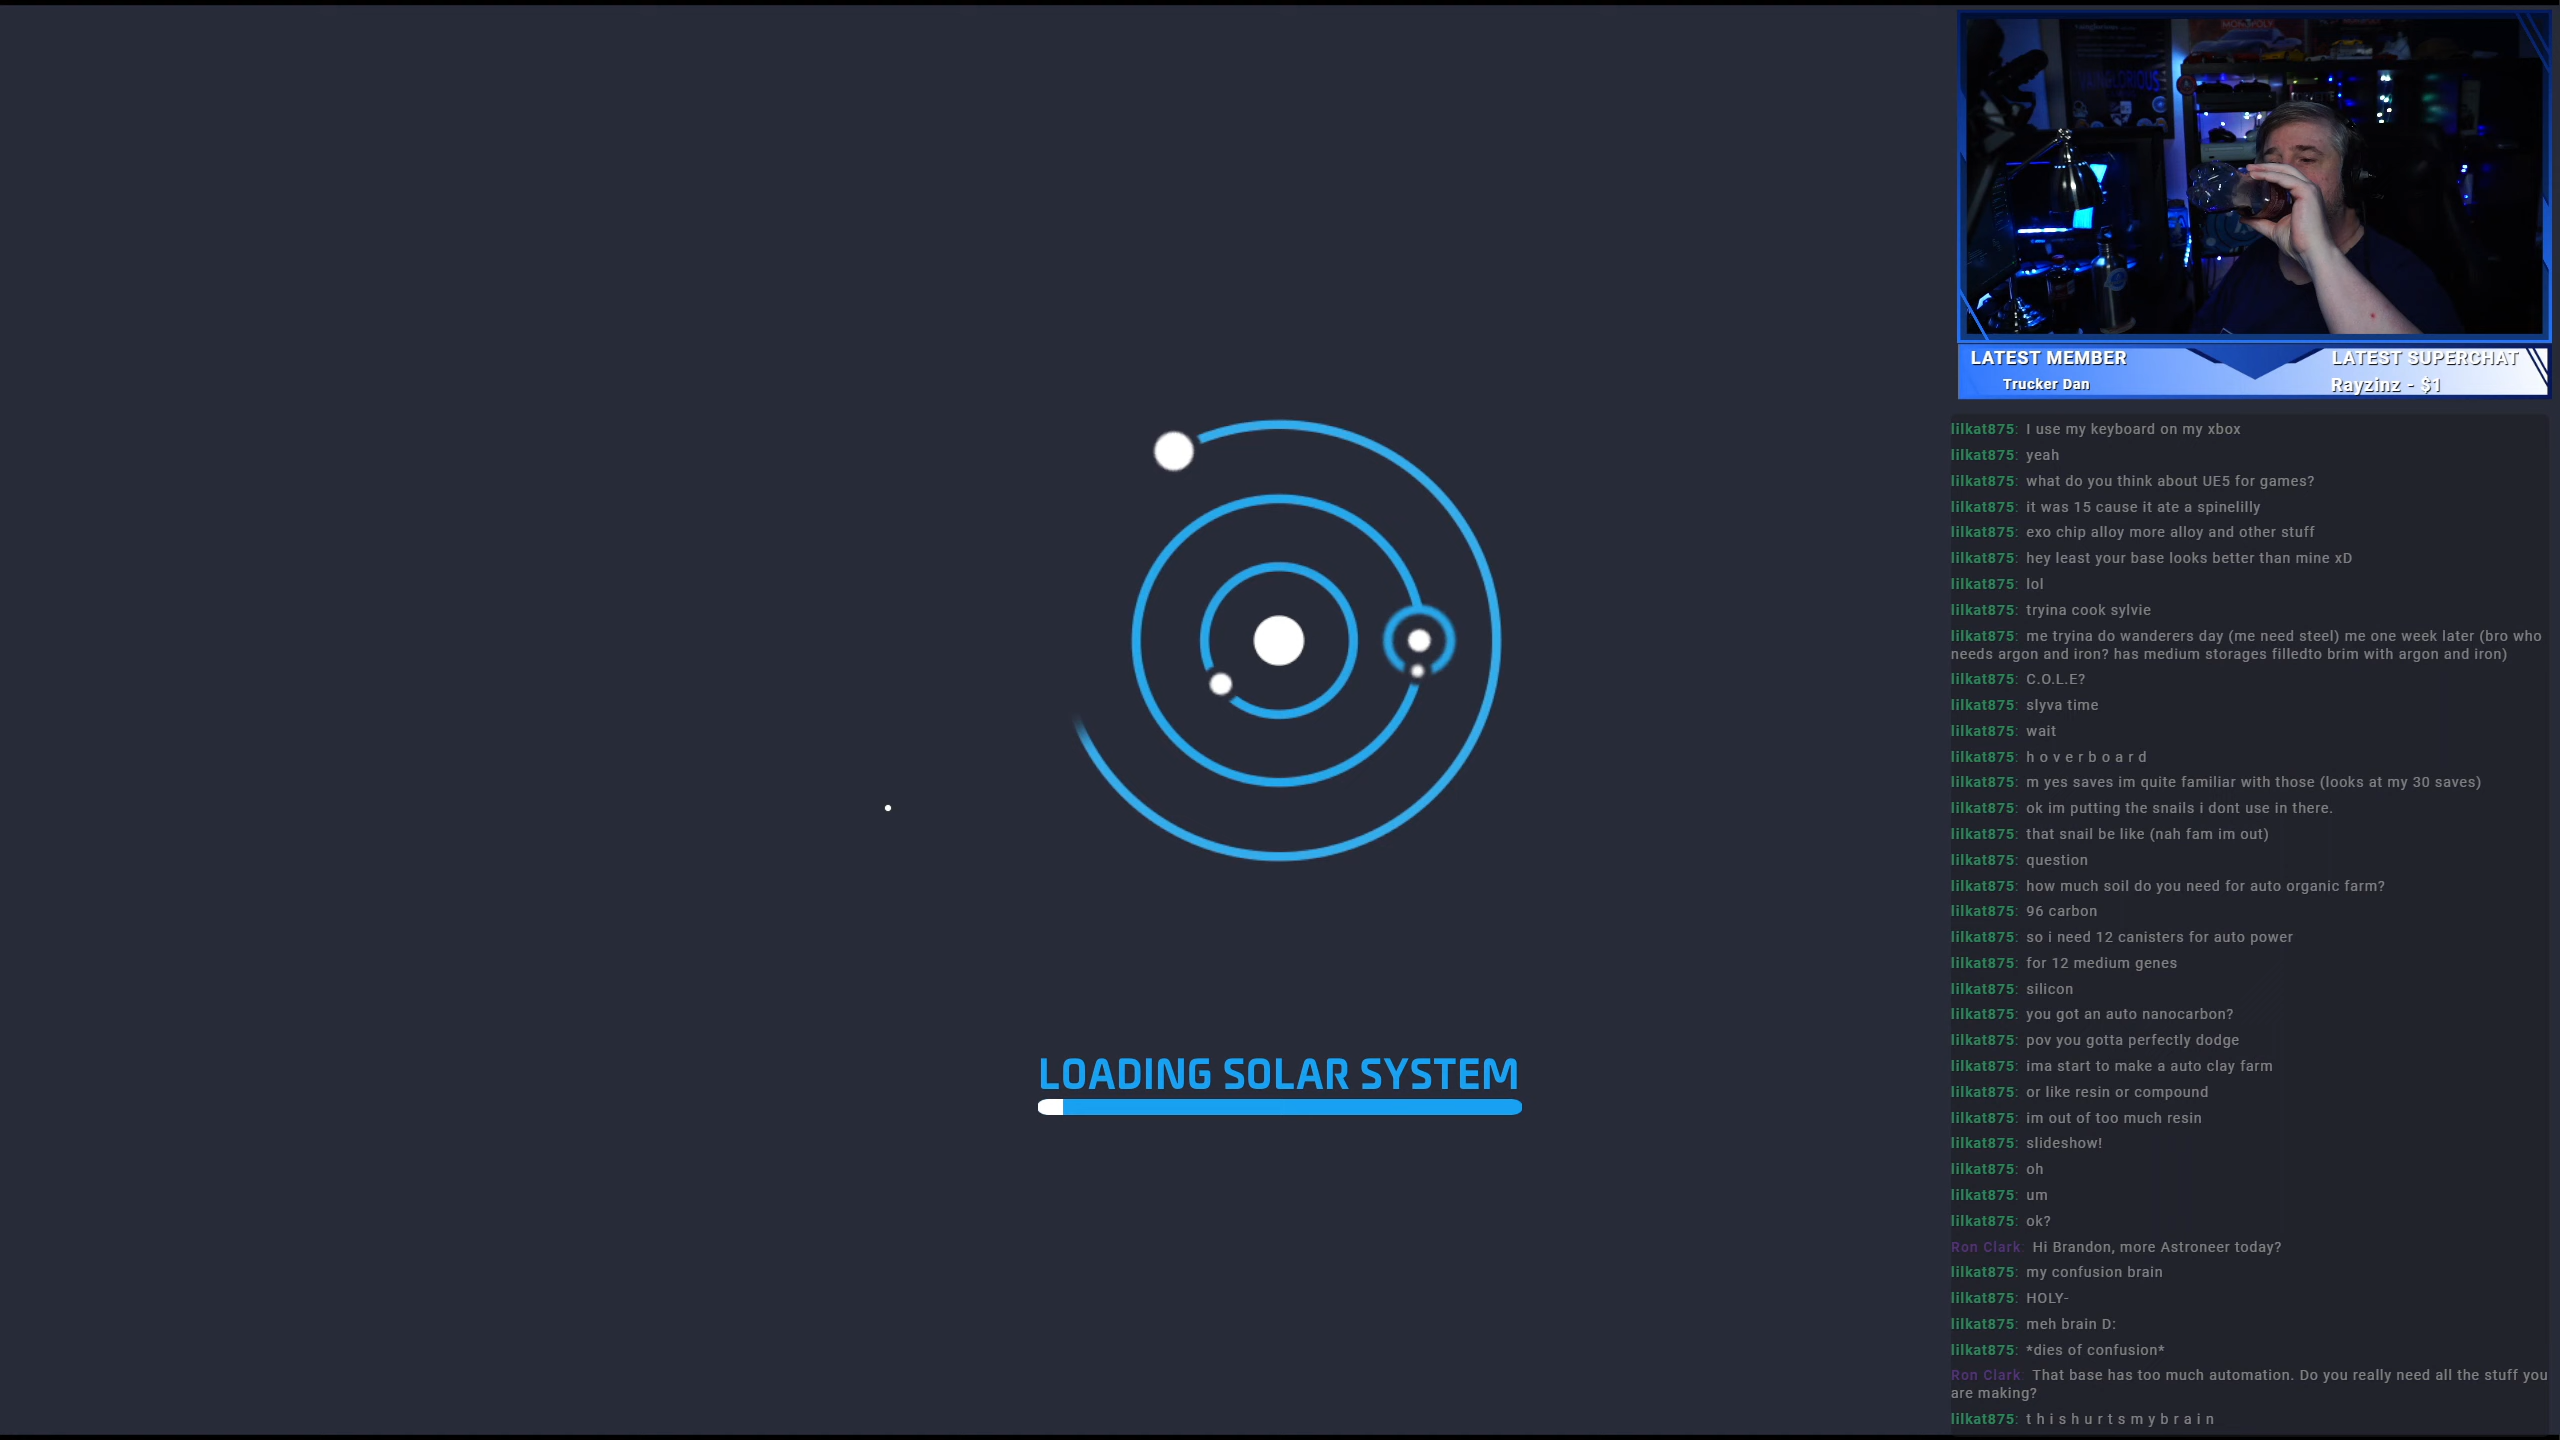 MONOPOLY
LATEST MEMBER
LATEST SUPERCHAT
Trucker Dan
Rayzinz - $1
lilkat875: I use my keyboard on my xbox
lilkat875: yeah
lilkat875: what do you think about UE5 for games?
lilkat875: it was 15 cause it ate a spinelilly
lilkat875: exo chip alloy more alloy and other stuff
lilkat875: hey least your base looks better than mine xD
lilkat875: lol
lilkat875: tryina cook sylvie
lilkat875: me tryina do wanderers day (me need steel) me one week later (bro who
needs argon and iron? has medium storages filledto brim with argon and iron)
lilkat875: C.O.L.E?
lilkat875: slyva time
lilkat875: wait
lilkat875: h o v e r b o a r d
lilkat875: m yes saves im quite familiar with those (looks at my 30 saves)
lilkat875: ok im putting the snails i dont use in there.
lilkat875: that snail be like (nah fam im out)
lilkat875: question
lilkat875: how much soil do you need for auto organic farm?
lilkat875: 96 carbon
lilkat875: so i need 12 canisters for auto power
lilkat875: for 12 medium genes
lilkat875: silicon
lilkat875: you got an auto nanocarbon?
lilkat875: pov you gotta perfectly dodge
lilkat875: ima start to make a auto clay farm
lilkat875: or like resin or compound
lilkat875: im out of too much resin
lilkat875: slideshow!
lilkat875: oh
lilkat875: um
lilkat875: ok?
Ron Clark: Hi Brandon, more Astroneer today?
lilkat875: my confusion brain
lilkat875: HOLY-
lilkat875: meh brain D:
lilkat875: *dies of confusion*
Ron Clark: That base has too much automation. Do you really need all the stuff you
are making?
lilkat875: t h i s h u r t s m y b r a i n
LOADING SOLAR SYSTEM